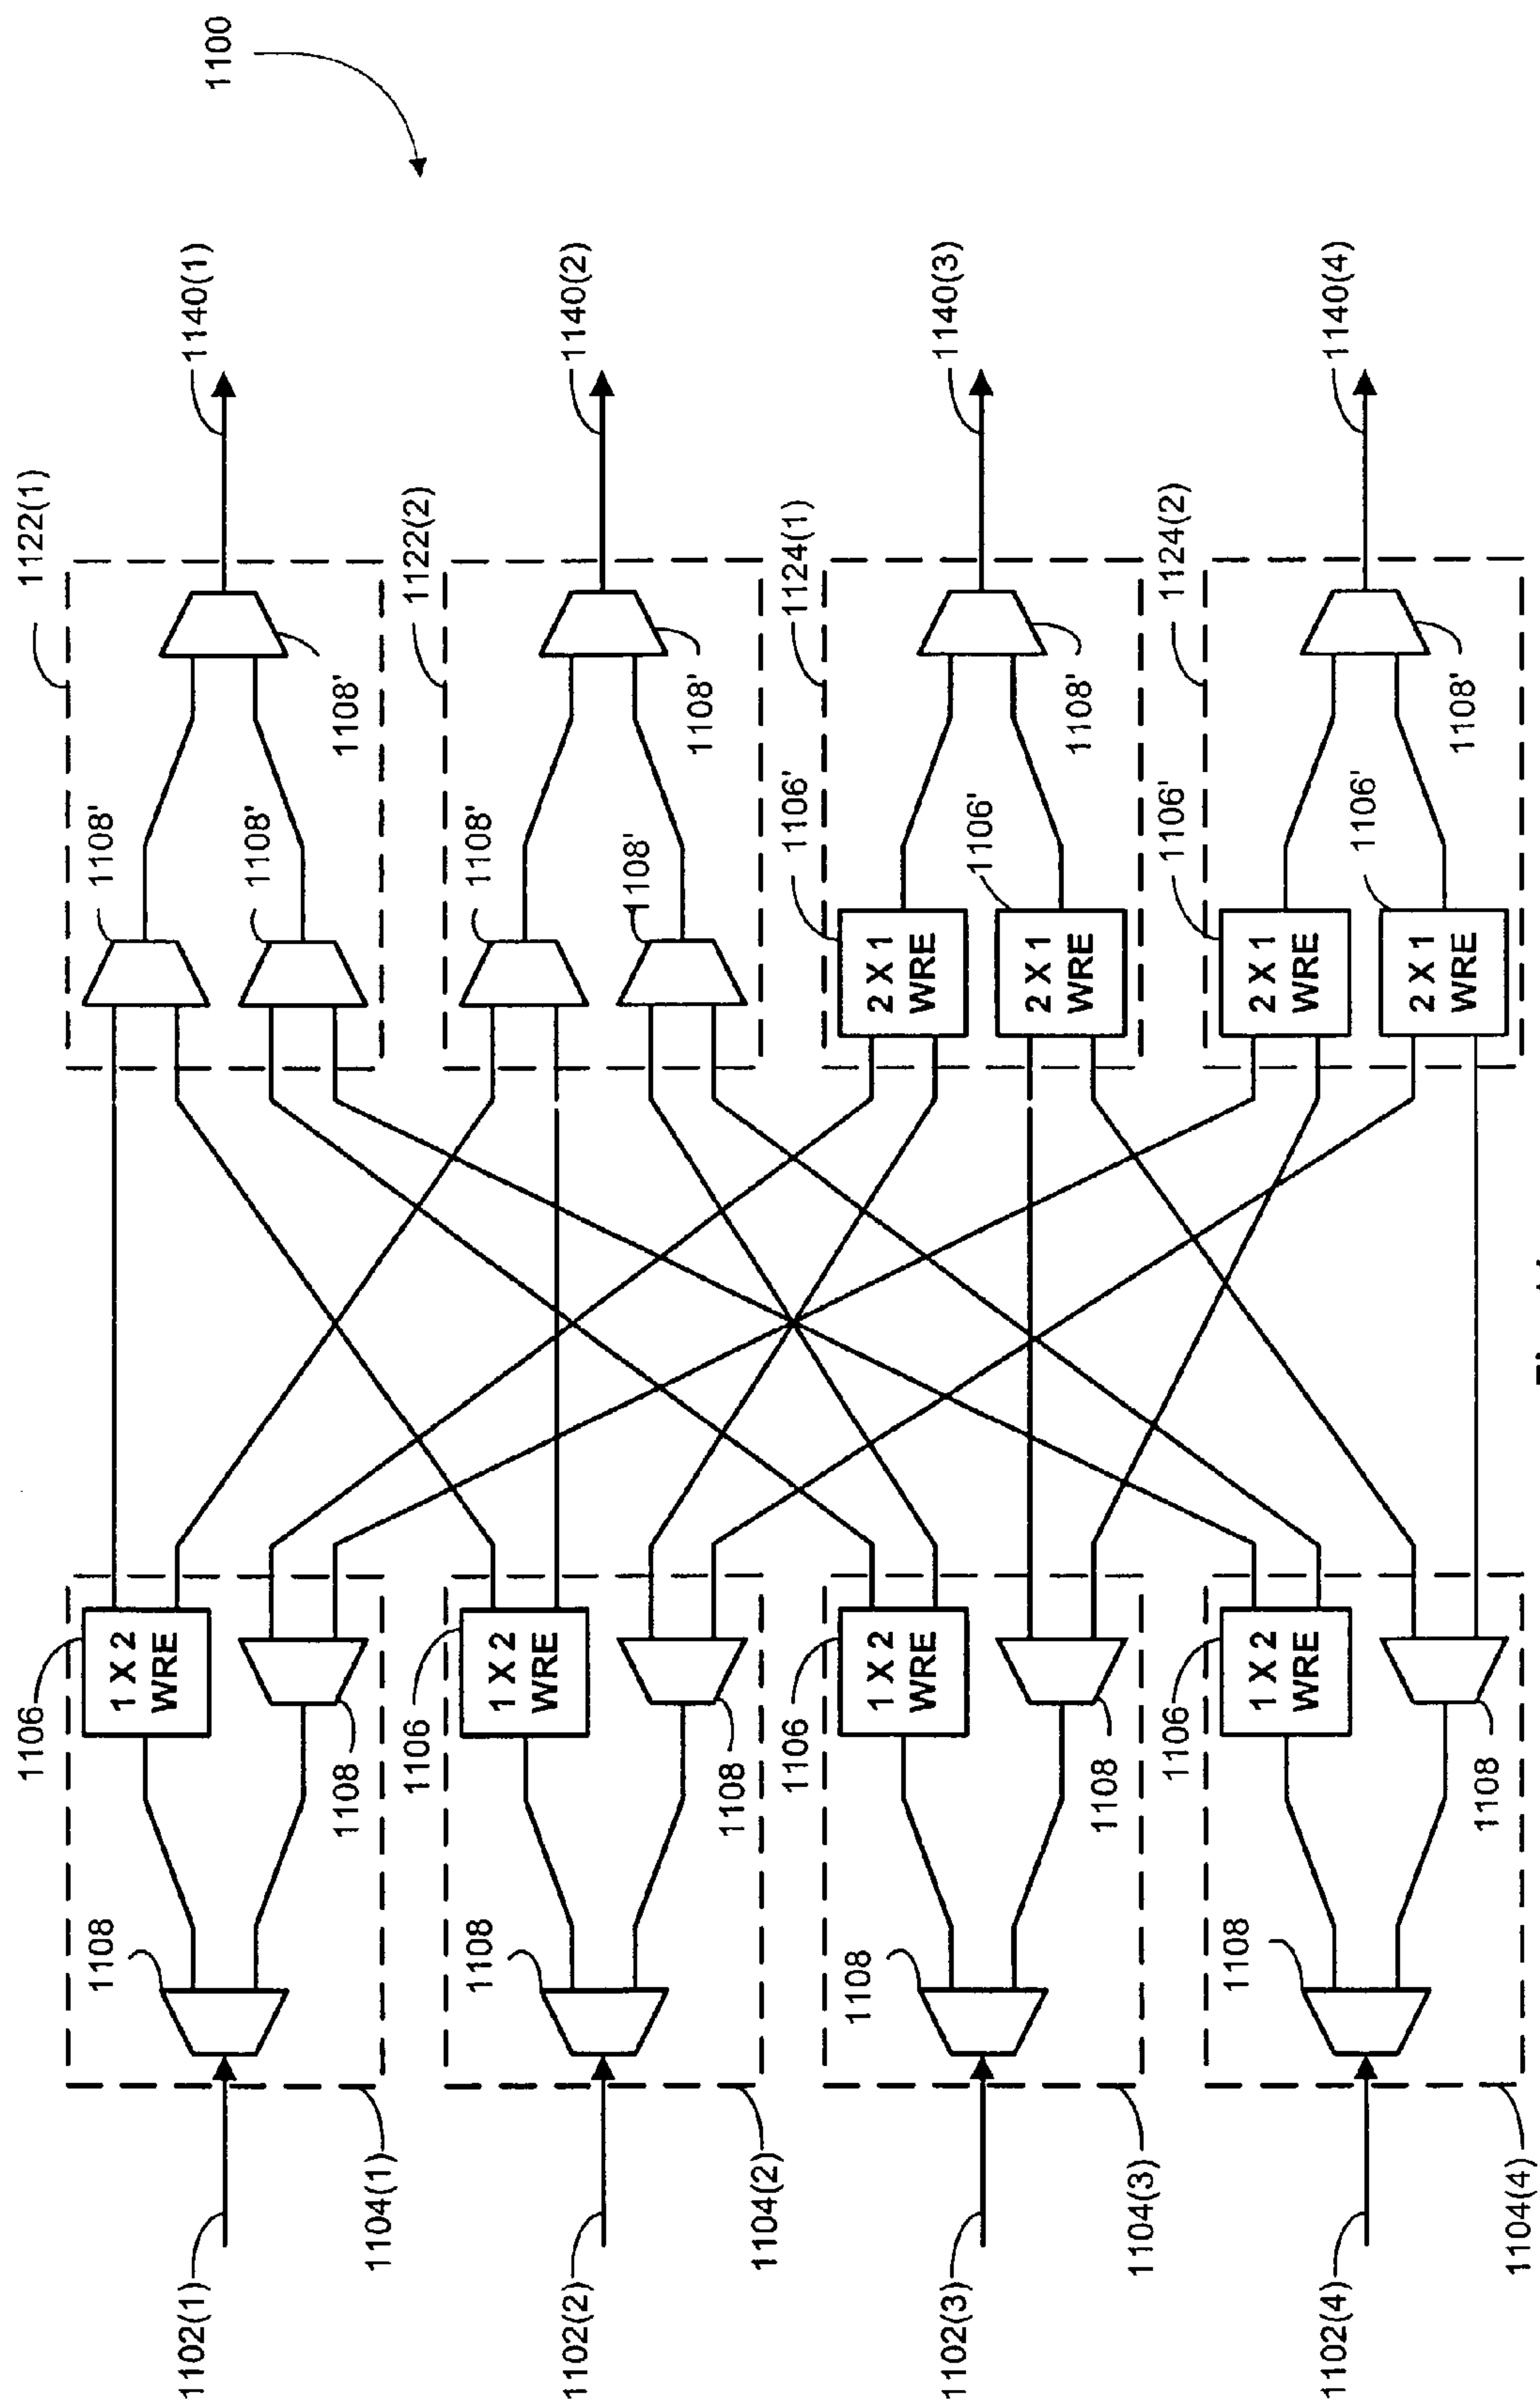 1106
1122(1)
1108
1108'
1 X 2
WRE
1102(1)
1140(1)
1100
1108'
1108
1108'
1104(1)
1106
1122(2)
1108
1108'
1 X 2
WRE
1102(2)
1140(2)
1108'
1108
1108'
1104(2)
1106
1106'
1124(1)
1108
1 X 2
WRE
2 X 1
WRE
1102(3)
1140(3)
1106'
2 X 1
WRE
1108
1108'
1104(3)
1106
1106'
1124(2)
1108
1 X 2
WRE
2 X 1
WRE
1102(4)
1140(4)
1106'
2 X 1
WRE
1108
1108'
1104(4)